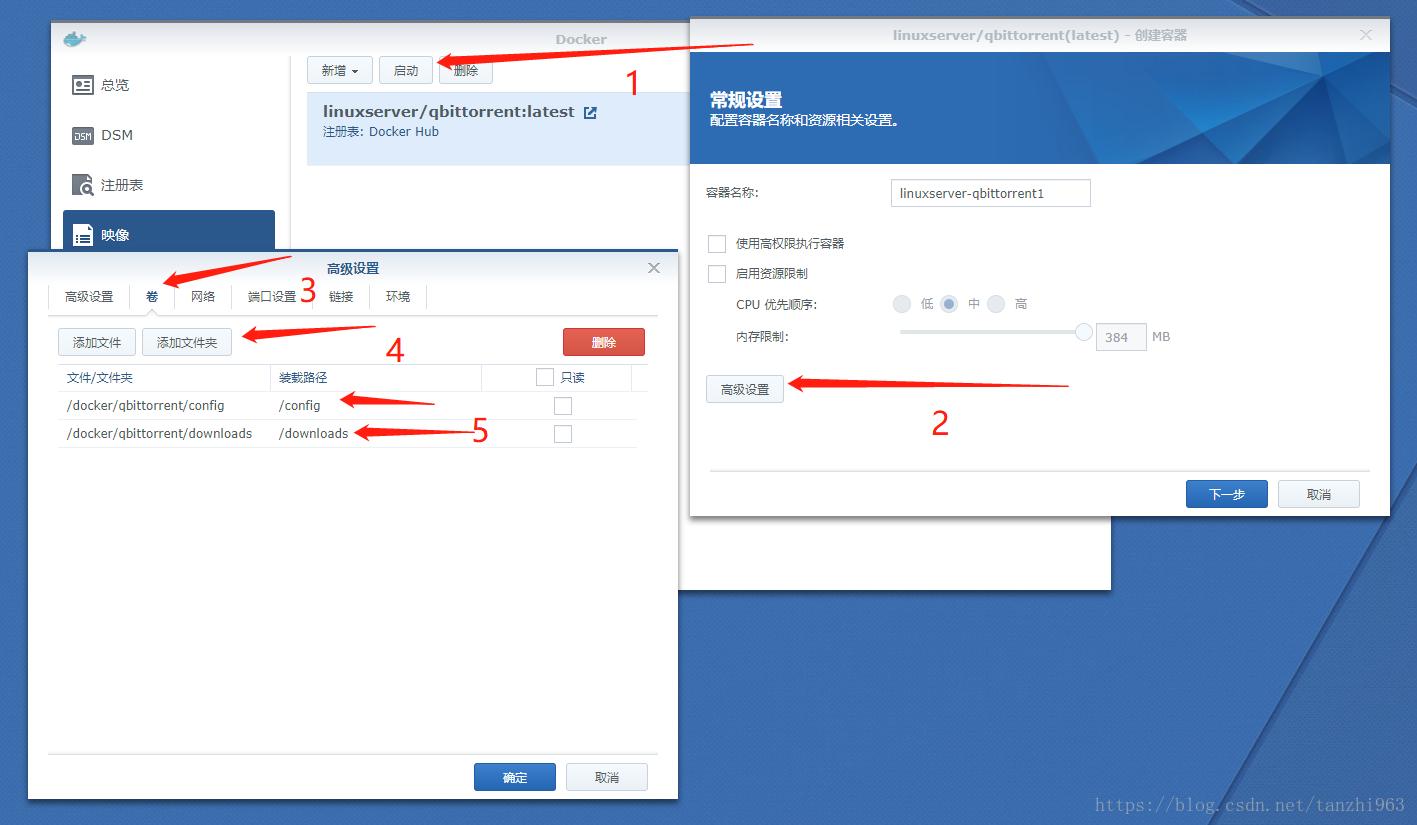 Docker
总览
DSM
DSM
注册表
映像
新增
启动
删除
1
linuxserver/qbittorrent:latest
注册表: Docker Hub
linuxserver/qbittorrent(latest) - 创建容器
常规设置
配置容器名称和资源相关设置。
容器名称:
linuxserver-qbittorrent1
使用高权限执行容器
启用资源限制
CPU 优先顺序:
低
中
高
内存限制:
384
MB
高级设置
2
下一步
取消
高级设置
高级设置
卷
网络
端口设置
3
链接
环境
添加文件
添加文件夹
4
删除
文件/文件夹
装载路径
只读
/docker/qbittorrent/config
/config
/docker/qbittorrent/downloads
/downloads
5
确定
取消
https://blog.csdn.net/tanzhi963